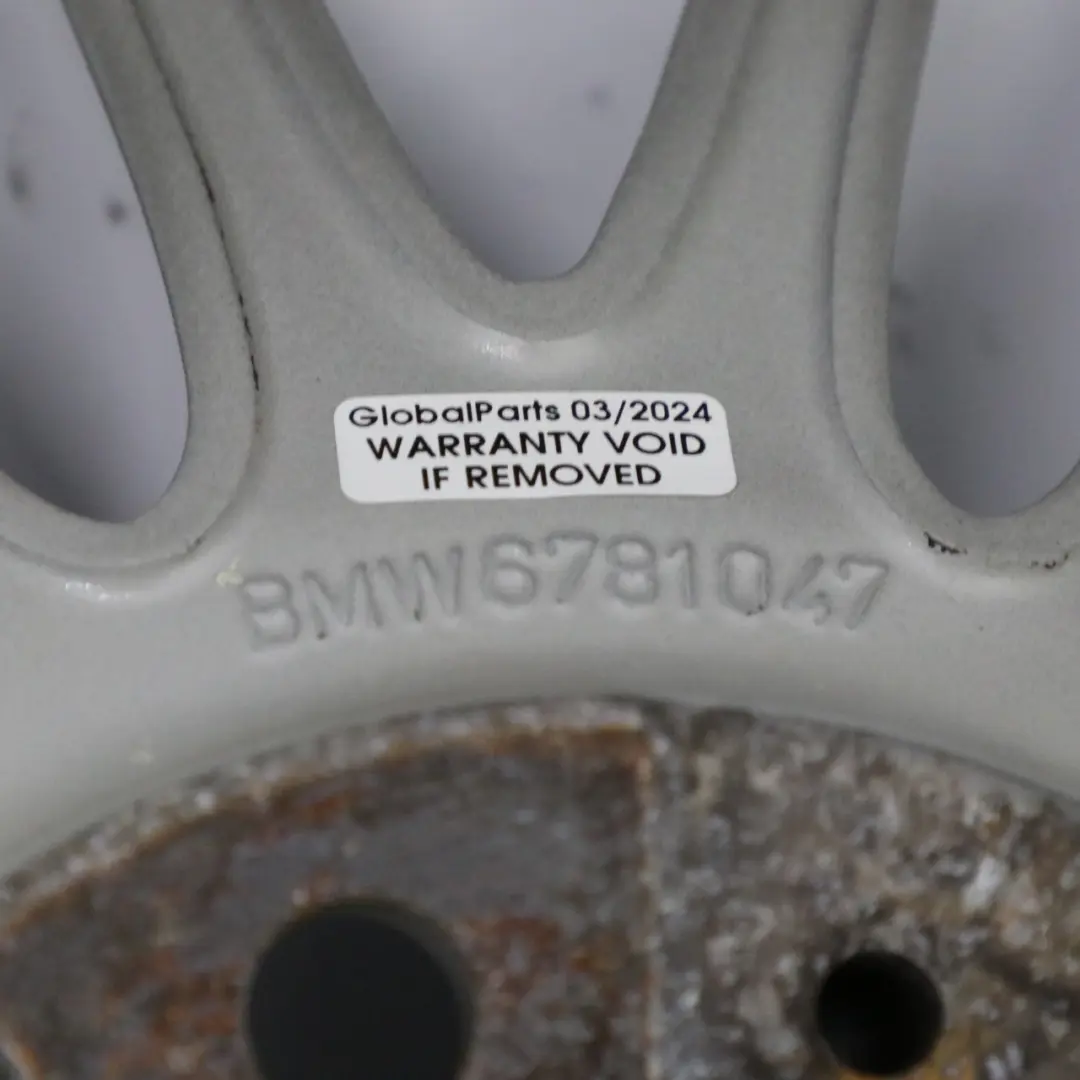 GlobalParts 03/2024
WARRANTY VOID
IF REMOVED
BMW6781047